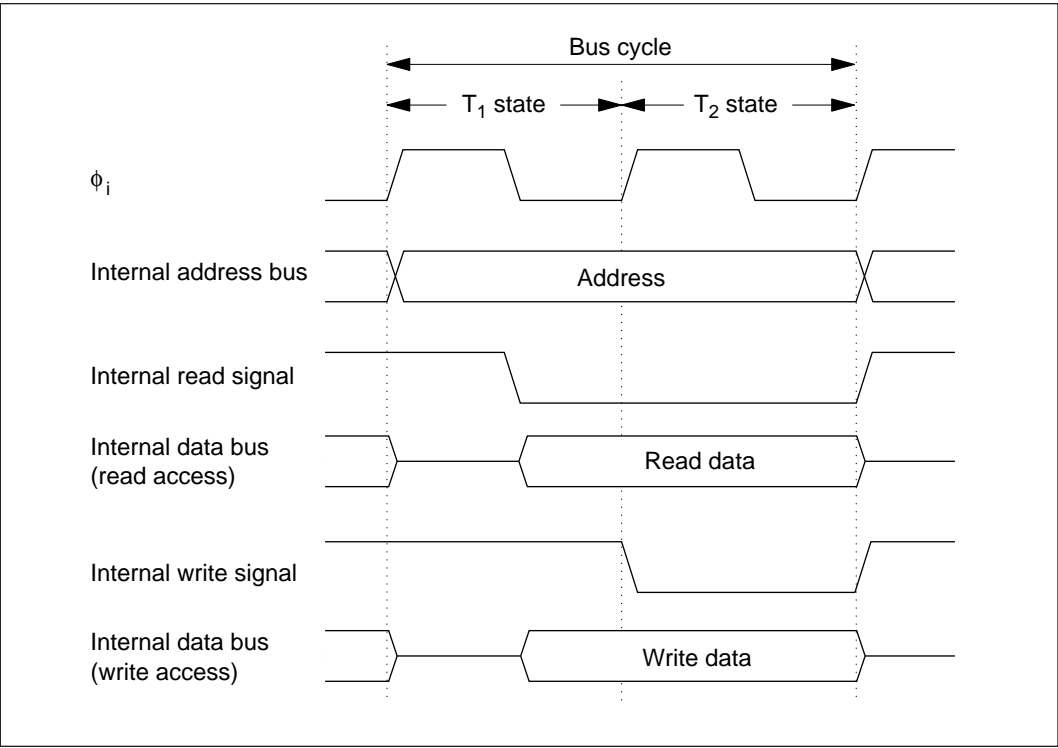 Bus cycle
T1 state
T2 state
ϕi
Internal address bus
Address
Internal read signal
Internal data bus
(read access)
Read data
Internal write signal
Internal data bus
(write access)
Write data